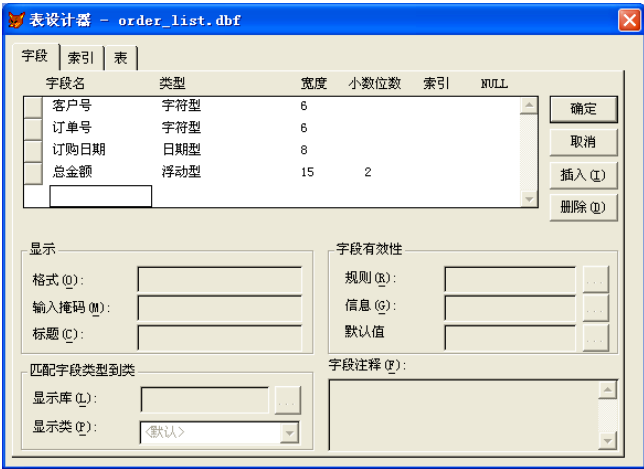 表设计器 - order_list.dbf
字段 索引 表
字段名 类型 宽度 小数位数 索引 NULL
客户号 字符型 6
订单号 字符型 6
订购日期 日期型 8
总金额 浮动型 15 2
确定
取消
插入(I)
删除(D)
显示
格式(O):
输入掩码(M):
标题(C):
字段有效性
规则(R): ...
信息(G): ...
默认值 ...
匹配字段类型到类
显示库(L): ...
显示类(P): <默认>
字段注释(F):